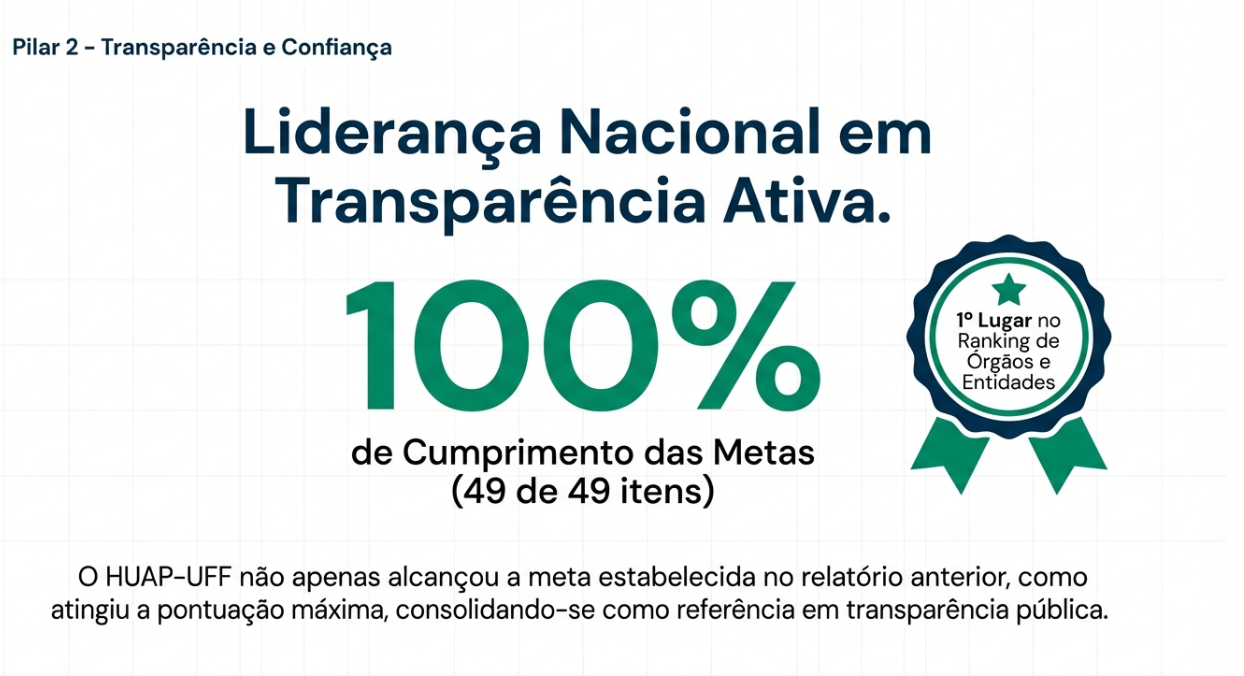 Pilar 2 - Transparência e Confiança
Liderança Nacional em
Transparência Ativa.
100%
de Cumprimento das Metas
(49 de 49 itens)
1º Lugar no
Ranking de
Órgãos e
Entidades
O HUAP-UFF não apenas alcançou a meta estabelecida no relatório anterior, como
atingiu a pontuação máxima, consolidando-se como referência em transparência pública.